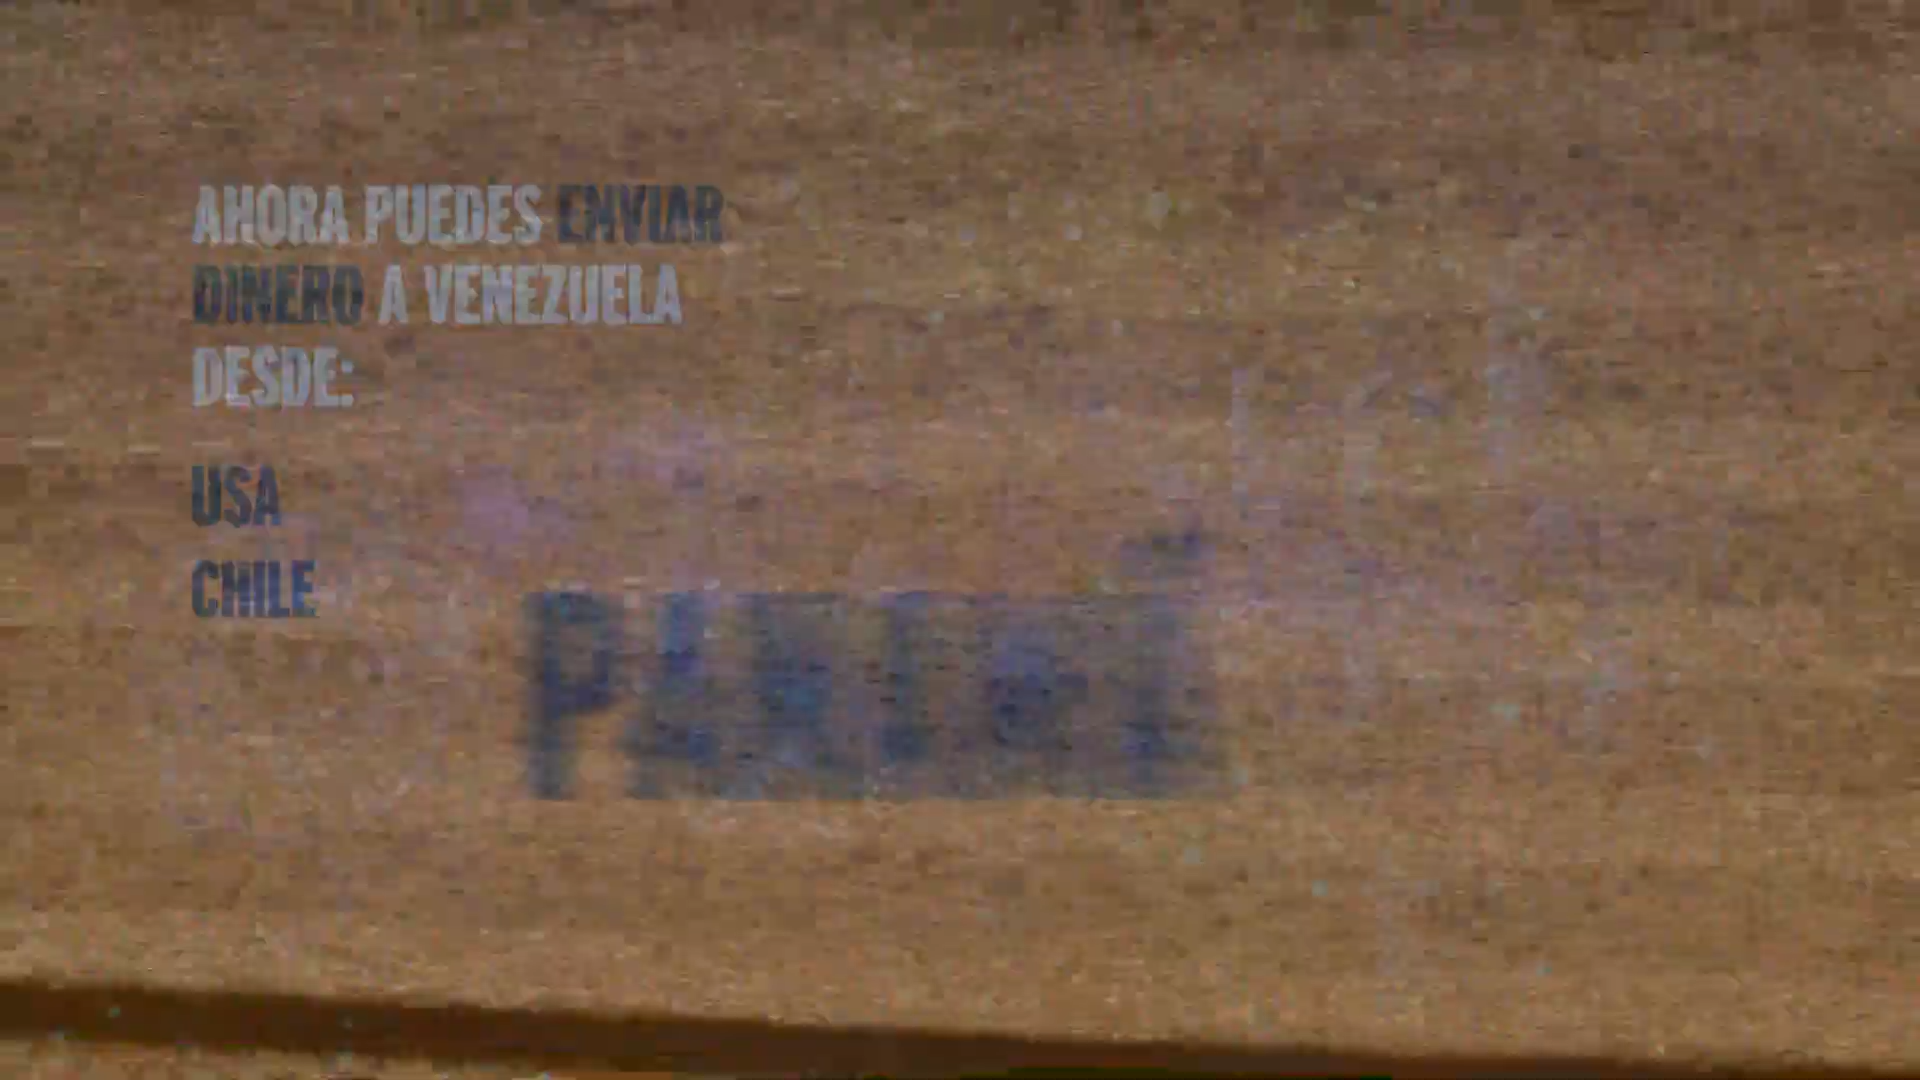 AHORA PUEDES ENVIAR
DINERO A VENEZUELA
DESDE:
USA
CHILE